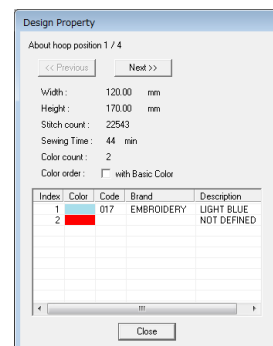 Design Property
About hoop position 1 / 4
<< Previous Next >>
Width : 120.00 mm
Height : 170.00 mm
Stitch count : 22543
Sewing Time : 44 min
Color count : 2
Color order : with Basic Color
Index Color Code Brand Description
1 017 EMBROIDERY LIGHT BLUE
2 NOT DEFINED
Close